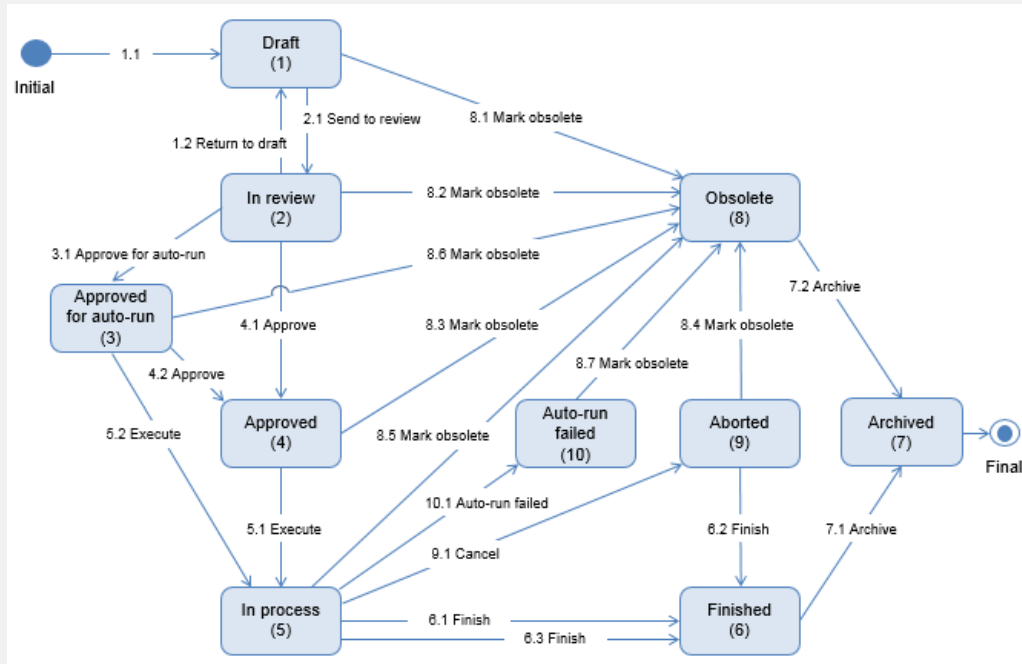 Initial
1.1
Draft
(1)
2.1 Send to review
8.1 Mark obsolete
1.2 Return to draft
In review
(2)
8.2 Mark obsolete
Obsolete
(8)
3.1 Approve for auto-run
8.6 Mark obsolete
7.2 Archive
Approved
for auto-run
(3)
4.1 Approve
8.3 Mark obsolete
8.4 Mark obsolete
8.7 Mark obsolete
4.2 Approve
5.2 Execute
Approved
(4)
8.5 Mark obsolete
Auto-run
failed
(10)
Aborted
(9)
Archived
(7)
Final
10.1 Auto-run failed
5.1 Execute
9.1 Cancel
6.2 Finish
7.1 Archive
In process
(5)
6.1 Finish
6.3 Finish
Finished
(6)